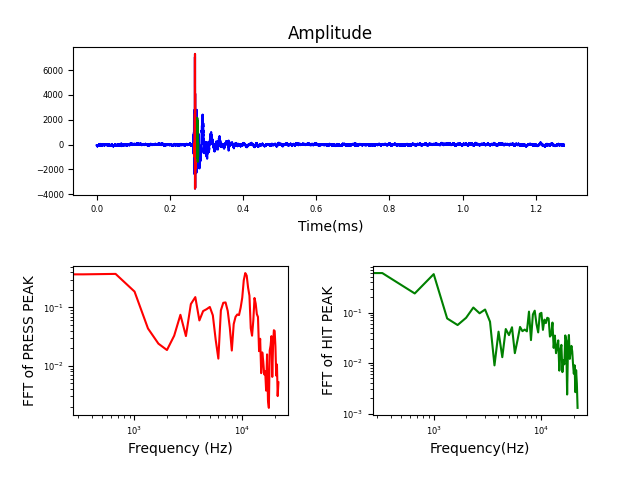 Amplitude
6000
4000
2000
0
−2000
−4000
0.0 0.2 0.4 0.6 0.8 1.0 1.2
Time(ms)
FFT of PRESS PEAK
10⁻¹
10⁻²
10³ 10⁴
Frequency (Hz)
FFT of HIT PEAK
10⁻¹
10⁻²
10⁻³
10³ 10⁴
Frequency(Hz)